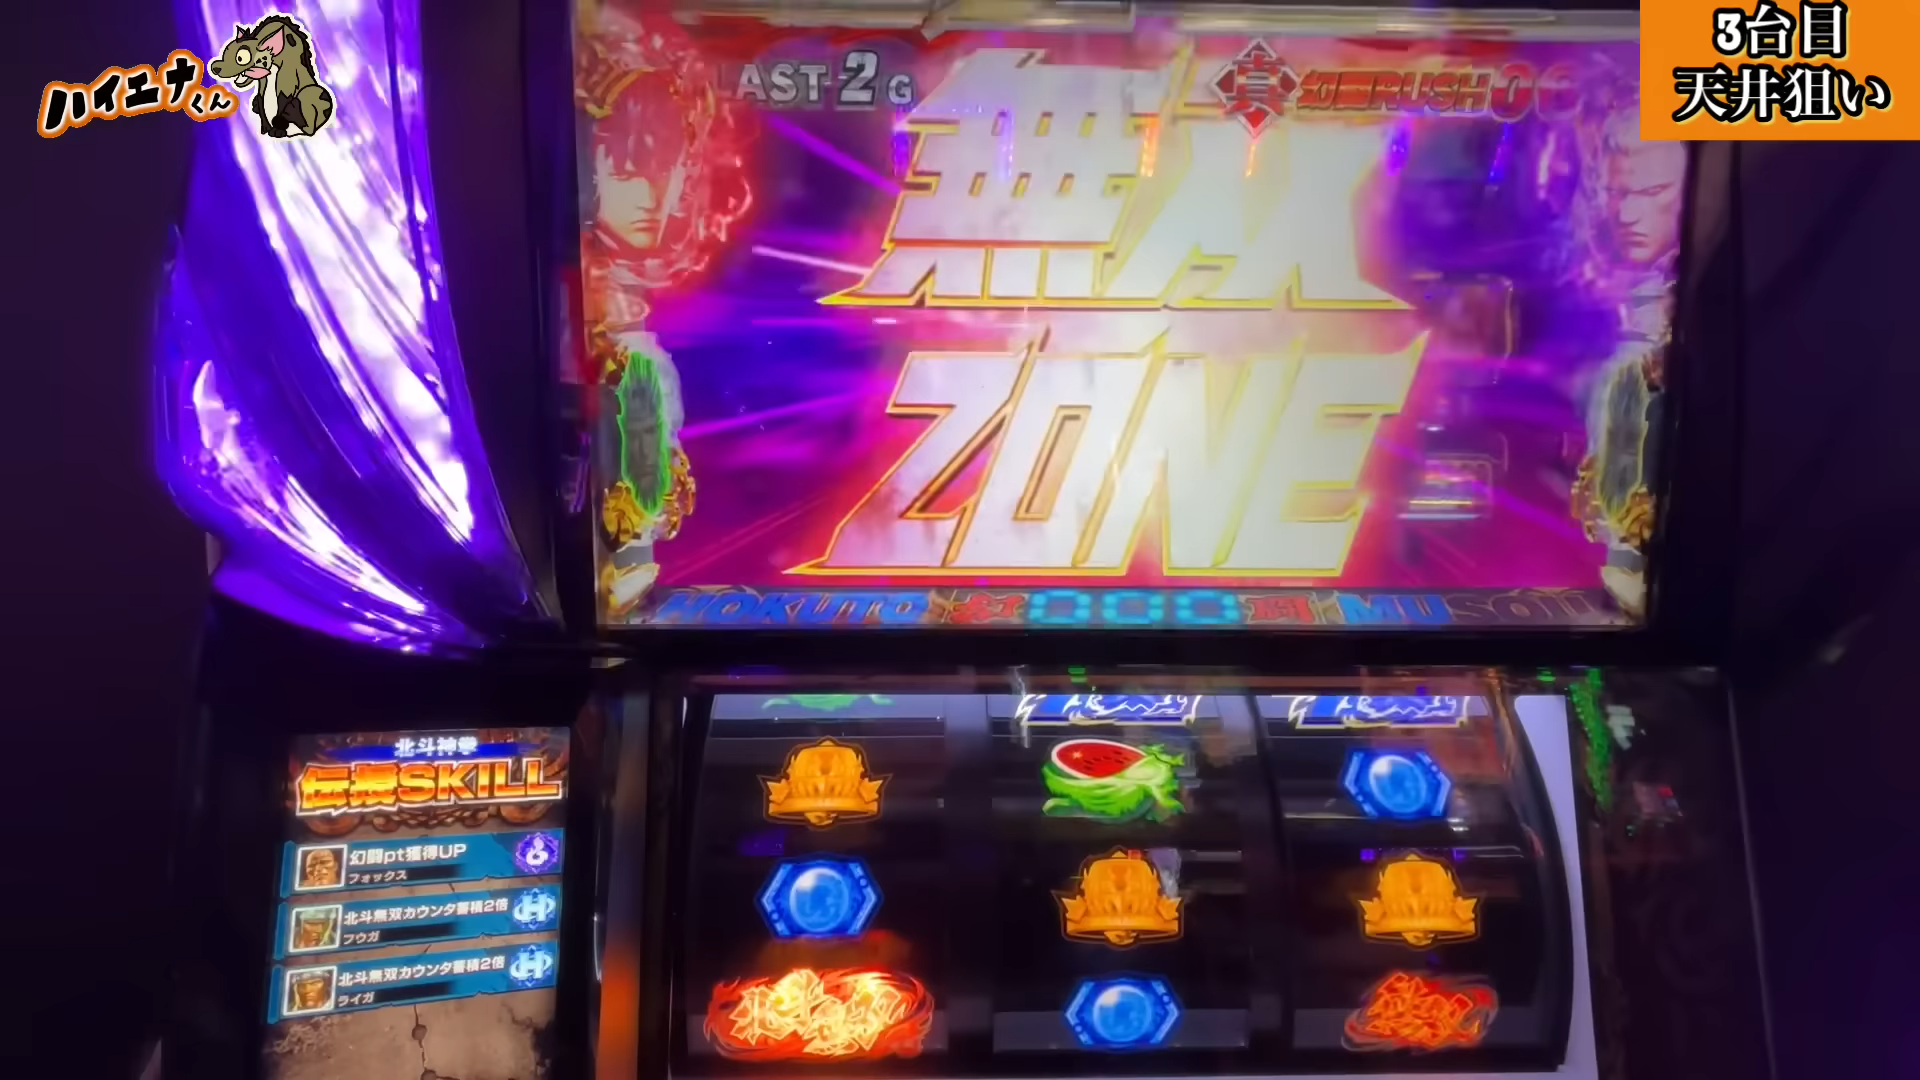 ハイエナくん
3台目
天井狙い
LAST 2G
真 幻闘RUSH
無双
ZONE
HOKUTO 幻 000 闘 MUSOU
北斗神拳
伝授SKILL
幻闘pt獲得UP
フォックス
北斗無双カウンタ蓄積2倍
フウガ
北斗無双カウンタ蓄積2倍
ライガ